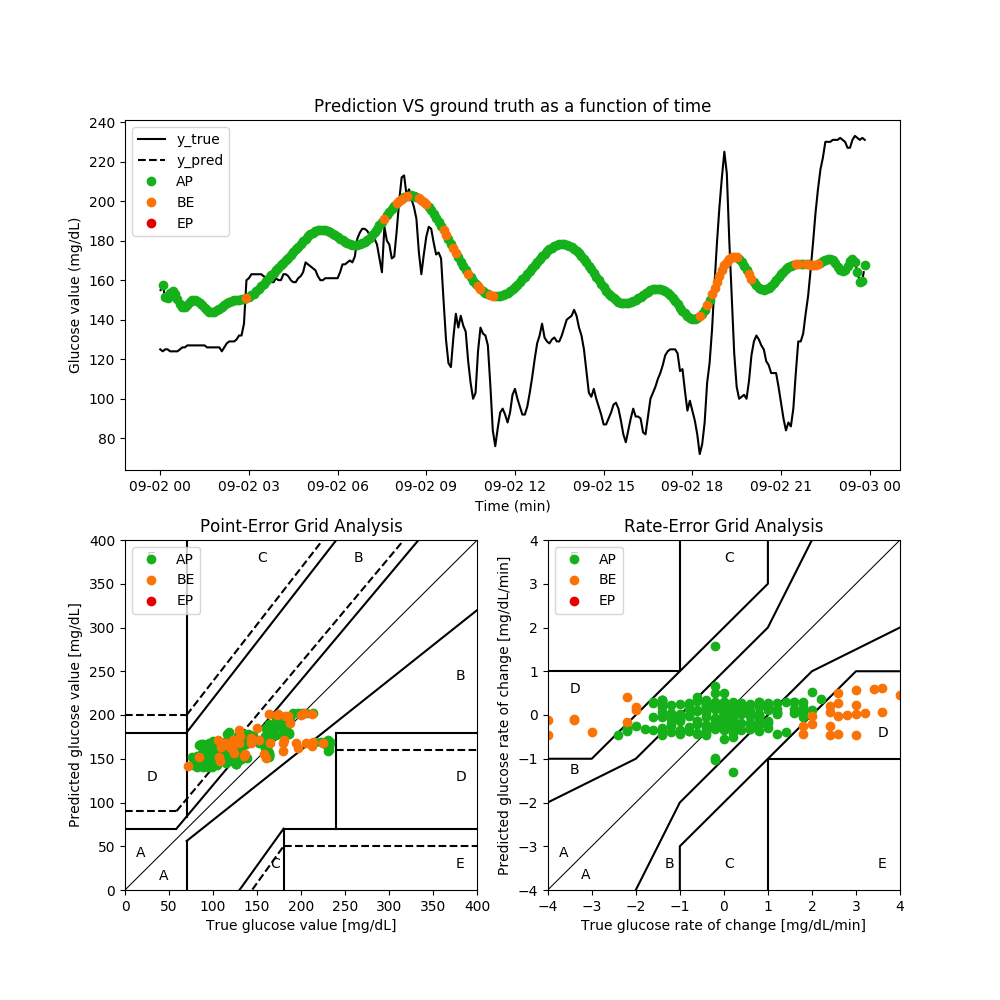 Prediction VS ground truth as a function of time
240
220
200
180
160
140
120
100
80
Glucose value (mg/dL)
y_true
y_pred
AP
BE
EP
09-02 00 09-02 03 09-02 06 09-02 09 09-02 12 09-02 15 09-02 18 09-02 21 09-03 00
Time (min)
Point-Error Grid Analysis
400
350
300
250
200
150
100
50
0
Predicted glucose value [mg/dl]
AP
BE
EP
C
B
B
D
D
A
A
C
E
0 50 100 150 200 250 300 350 400
True glucose value [mg/dL]
Rate-Error Grid Analysis
4
3
2
1
0
−1
−2
−3
−4
Predicted glucose rate of change [mg/dL/min]
AP
BE
EP
C
D
D
B
A
A
B
C
E
−4 −3 −2 −1 0 1 2 3 4
True glucose rate of change [mg/dL/min]